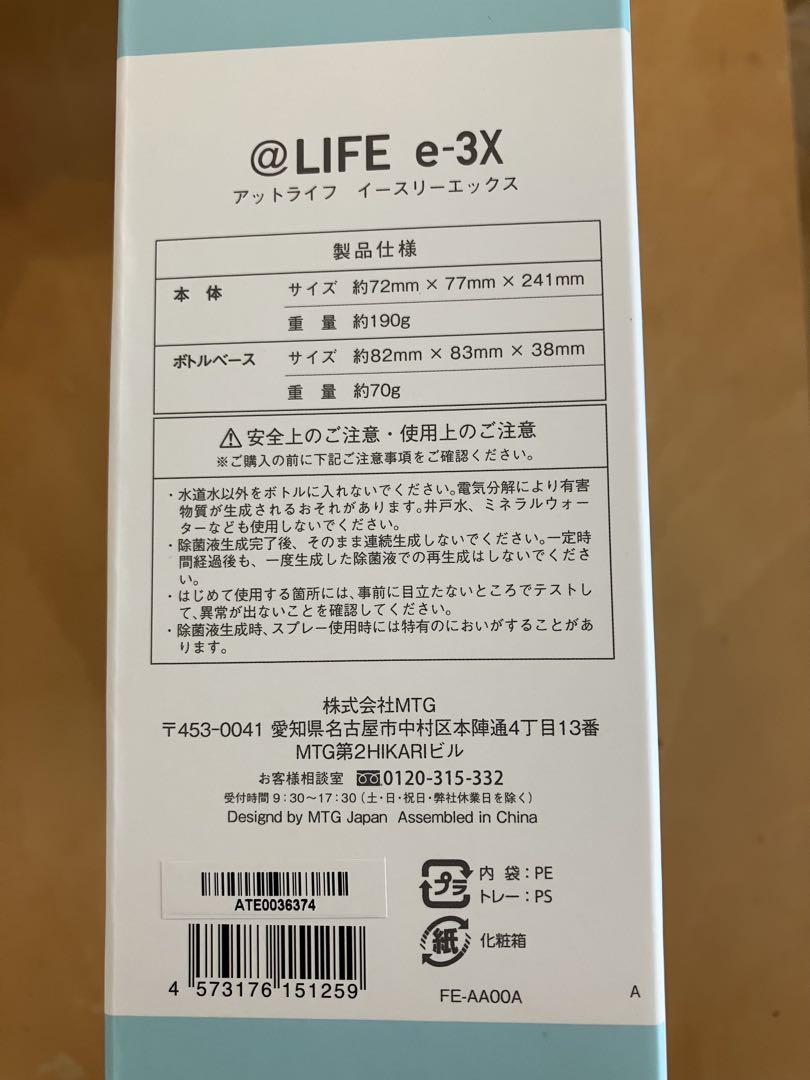 @LIFE e-3X
アットライフ イースリーエックス
製品仕様
本 体 サイズ 約72mm × 77mm × 241mm
重 量 約190g
ボトルベース サイズ 約82mm × 83mm × 38mm
重 量 約70g
⚠安全上のご注意・使用上のご注意
※ご購入の前に下記ご注意事項をご確認ください。
・水道水以外をボトルに入れないでください。電気分解により有害
物質が生成されるおそれがあります。井戸水、ミネラルウォー
ターなども使用しないでください。
・除菌液生成完了後、そのまま連続生成しないでください。一定時
間経過後も、一度生成した除菌液での再生成はしないでくださ
い。
・はじめて使用する箇所には、事前に目立たないところでテストし
て、異常が出ないことを確認してください。
・除菌液生成時、スプレー使用時には特有のにおいがすることがあ
ります。
株式会社MTG
〒453-0041 愛知県名古屋市中村区本陣通4丁目13番
MTG第2HIKARIビル
お客様相談室 0120-315-332
受付時間 9:30〜17:30（土・日・祝日・弊社休業日を除く）
Designd by MTG Japan Assembled in China
ATE0036374
4 573176 151259
プラ 内 袋：PE
トレー：PS
紙 化粧箱
FE-AA00A
A